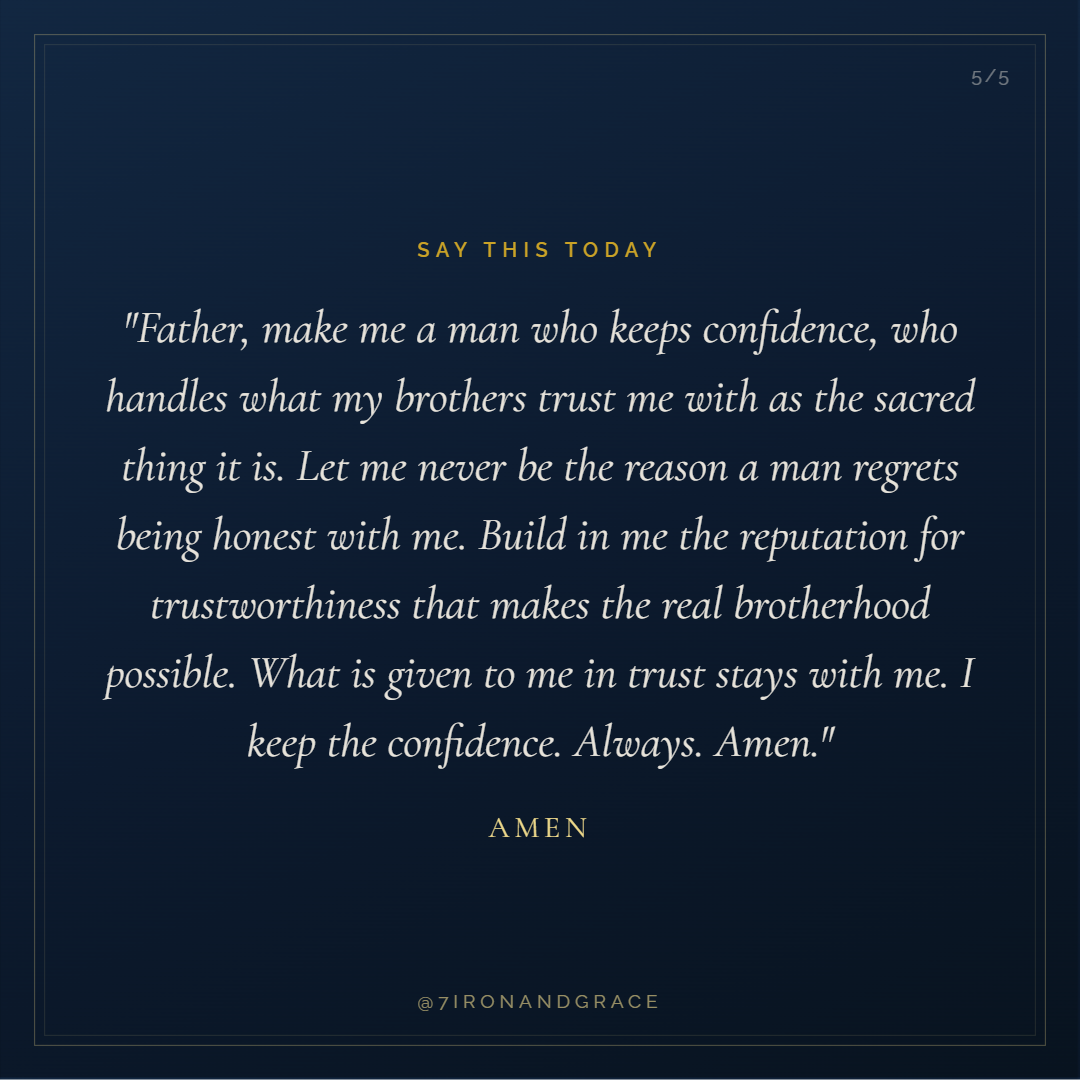 5/5
SAY THIS TODAY
"Father, make me a man who keeps confidence, who
handles what my brothers trust me with as the sacred
thing it is. Let me never be the reason a man regrets
being honest with me. Build in me the reputation for
trustworthiness that makes the real brotherhood
possible. What is given to me in trust stays with me. I
keep the confidence. Always. Amen."
AMEN
@7IRONANDGRACE